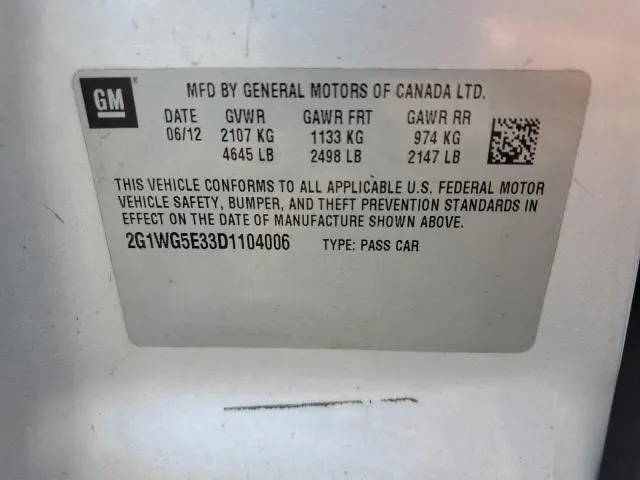 GM
MFD BY GENERAL MOTORS OF CANADA LTD.
DATE GVWR GAWR FRT GAWR RR
06/12 2107 KG 1133 KG 974 KG
4645 LB 2498 LB 2147 LB
THIS VEHICLE CONFORMS TO ALL APPLICABLE U.S. FEDERAL MOTOR
VEHICLE SAFETY, BUMPER, AND THEFT PREVENTION STANDARDS IN
EFFECT ON THE DATE OF MANUFACTURE SHOWN ABOVE.
2G1WG5E33D1104006 TYPE: PASS CAR